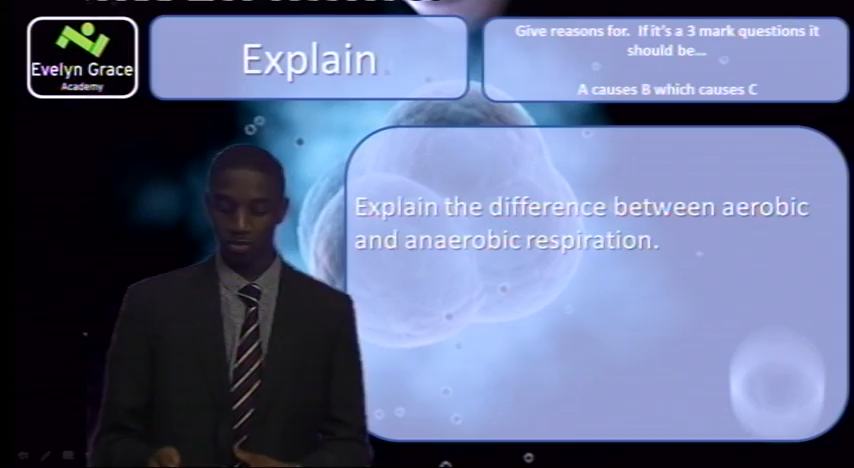 Evelyn Grace
Academy
Explain
Give reasons for. If it's a 3 mark questions it
should be...
A causes B which causes C
Explain the difference between aerobic
and anaerobic respiration.